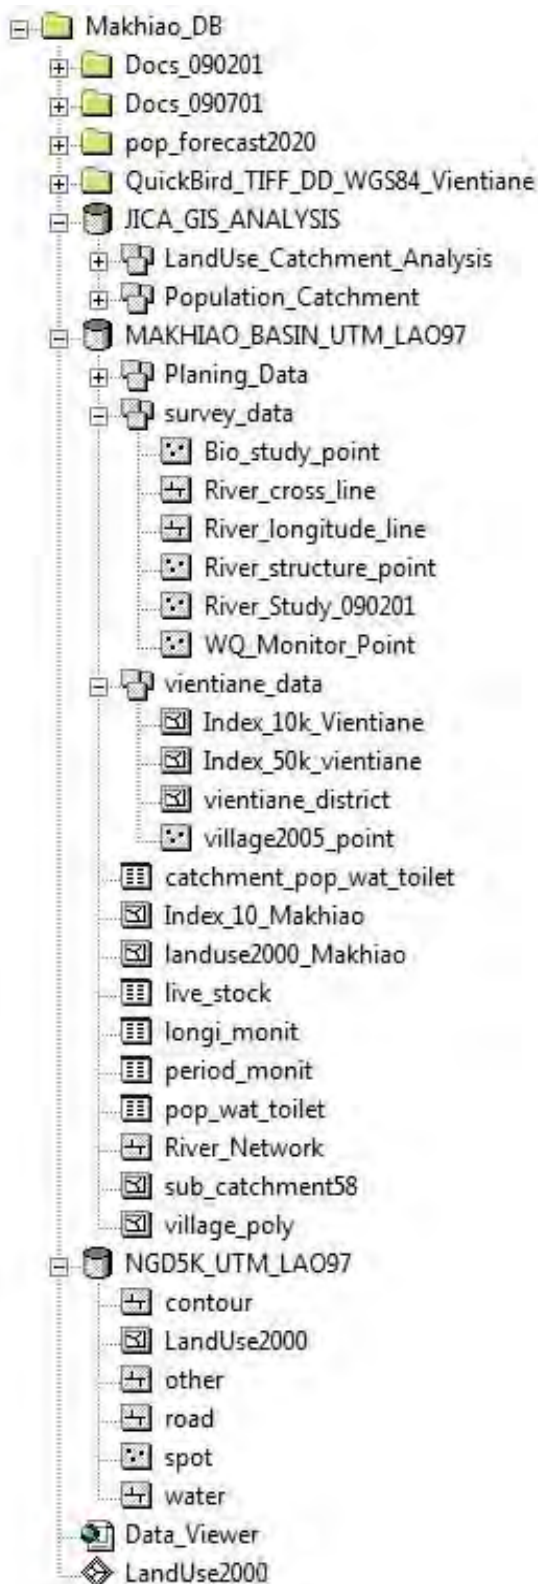 Makhiao_DB
Docs_090201
Docs_090701
pop_forecast2020
QuickBird_TIFF_DD_WGS84_Vientiane
JICA_GIS_ANALYSIS
LandUse_Catchment_Analysis
Population_Catchment
MAKHIAO_BASIN_UTM_LAO97
Planing_Data
survey_data
Bio_study_point
River_cross_line
River_longitude_line
River_structure_point
River_Study_090201
WQ_Monitor_Point
vientiane_data
Index_10k_Vientiane
Index_50k_vientiane
vientiane_district
village2005_point
catchment_pop_wat_toilet
Index_10_Makhiao
landuse2000_Makhiao
live_stock
longi_monit
period_monit
pop_wat_toilet
River_Network
sub_catchment58
village_poly
NGD5K_UTM_LAO97
contour
LandUse2000
other
road
spot
water
Data_Viewer
LandUse2000